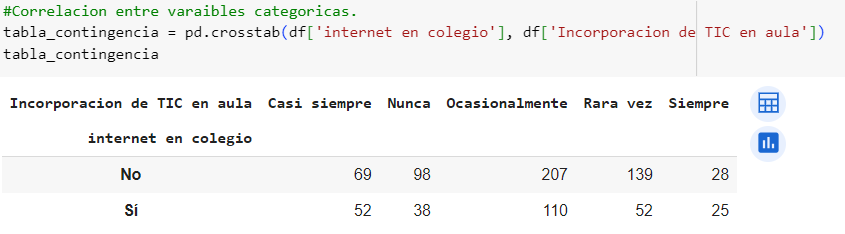 #Correlacion entre varaibles categoricas.
tabla_contingencia = pd.crosstab(df['internet en colegio'], df['Incorporacion de TIC en aula'])
tabla_contingencia
Incorporacion de TIC en aula Casi siempre Nunca Ocasionalmente Rara vez Siempre
internet en colegio
No 69 98 207 139 28
Sí 52 38 110 52 25